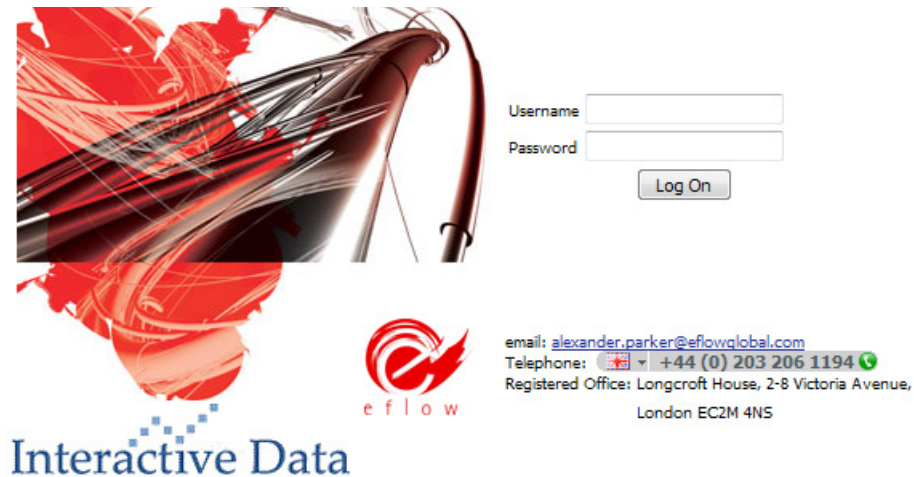 Username
Password
Log On
email: alexander.parker@eflowglobal.com
Telephone: +44 (0) 203 206 1194
Registered Office: Longcroft House, 2-8 Victoria Avenue,
London EC2M 4NS
eflow
Interactive Data